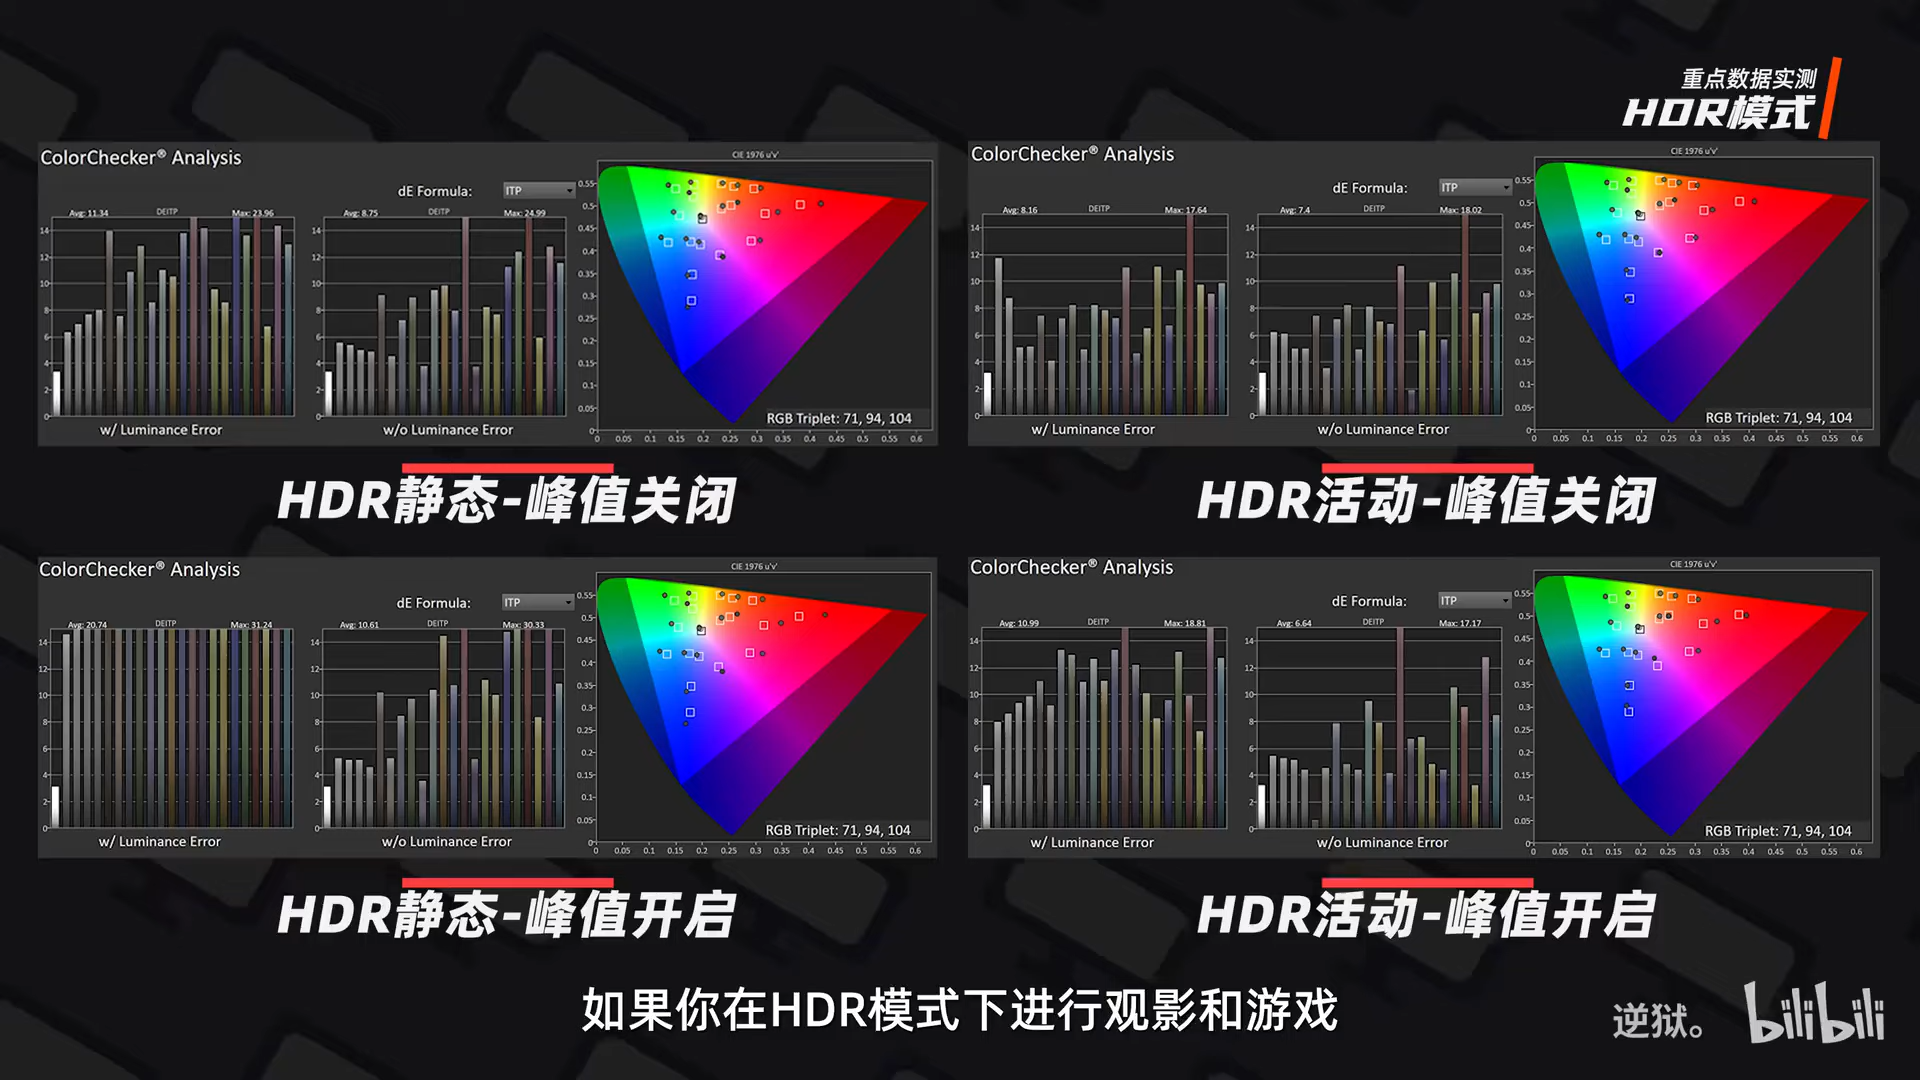 重点数据实测
HDR模式
ColorChecker® Analysis
dE Formula: ITP
Avg: 11.34 DEITP Max: 23.96
Avg: 8.75 DEITP Max: 24.99
CIE 1976 u'v'
RGB Triplet: 71, 94, 104
w/ Luminance Error
w/o Luminance Error
HDR静态-峰值关闭
ColorChecker® Analysis
dE Formula: ITP
Avg: 8.16 DEITP Max: 17.64
Avg: 7.4 DEITP Max: 18.02
CIE 1976 u'v'
RGB Triplet: 71, 94, 104
w/ Luminance Error
w/o Luminance Error
HDR活动-峰值关闭
ColorChecker® Analysis
dE Formula: ITP
Avg: 20.74 DEITP Max: 31.24
Avg: 10.61 DEITP Max: 30.33
CIE 1976 u'v'
RGB Triplet: 71, 94, 104
w/ Luminance Error
w/o Luminance Error
HDR静态-峰值开启
ColorChecker® Analysis
dE Formula: ITP
Avg: 10.99 DEITP Max: 18.81
Avg: 6.64 DEITP Max: 17.17
CIE 1976 u'v'
RGB Triplet: 71, 94, 104
w/ Luminance Error
w/o Luminance Error
HDR活动-峰值开启
如果你在HDR模式下进行观影和游戏
逆狱。
bilibili